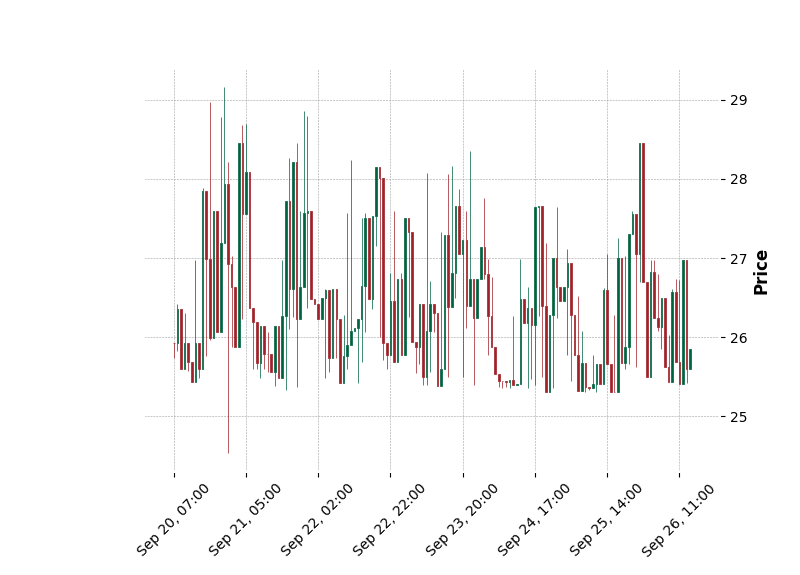 29
28
27
26
25
Price
Sep 20, 07:00
Sep 21, 05:00
Sep 22, 02:00
Sep 22, 22:00
Sep 23, 20:00
Sep 24, 17:00
Sep 25, 14:00
Sep 26, 11:00